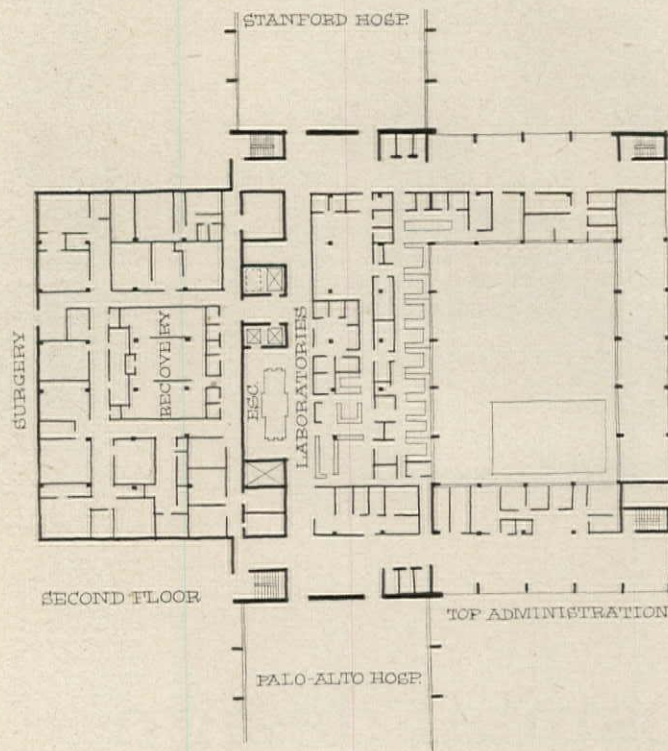 STANFORD HOSP.
SURGERY
RECOVERY
ESC.
LABORATORIES
SECOND FLOOR
TOP ADMINISTRATION
PALO-ALTO HOSP.